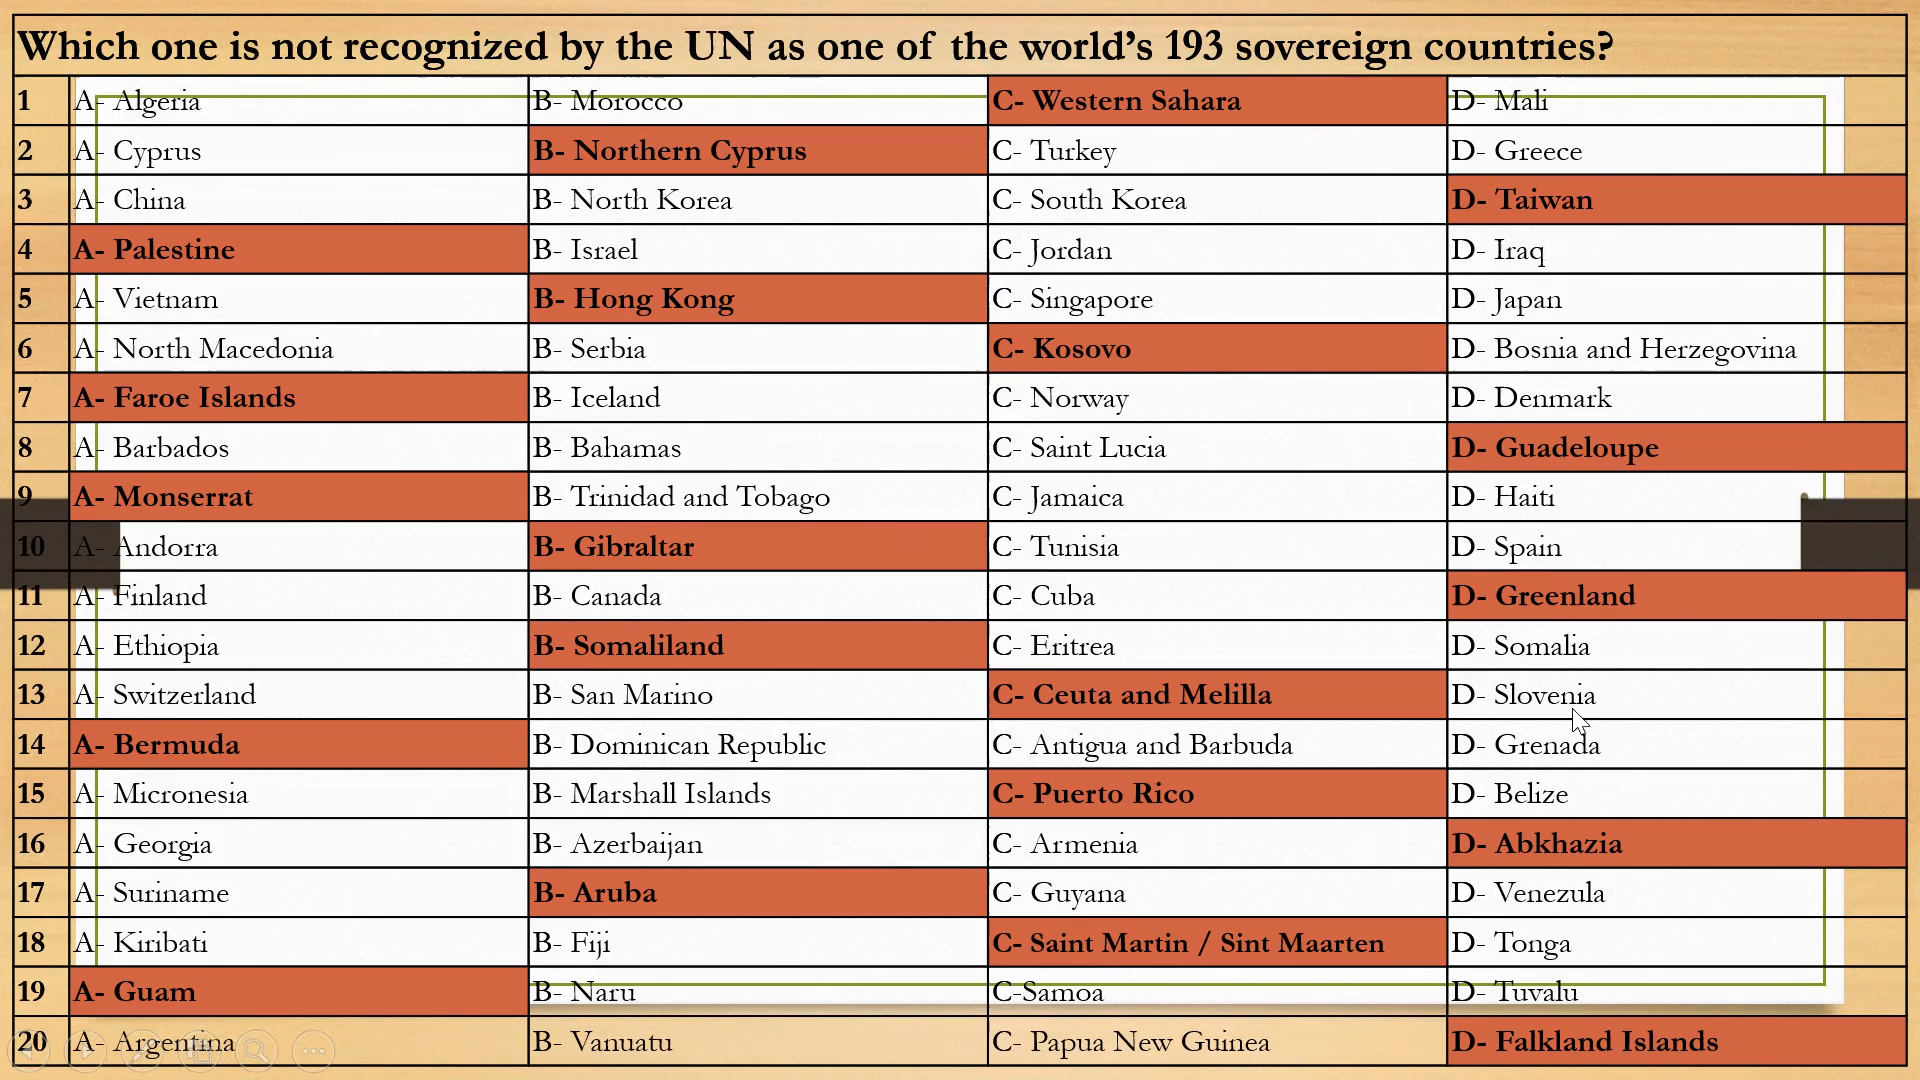 Which one is not recognized by the UN as one of the world’s 193 sovereign countries?
1 A- Algeria B- Morocco C- Western Sahara D- Mali
2 A- Cyprus B- Northern Cyprus C- Turkey D- Greece
3 A- China B- North Korea C- South Korea D- Taiwan
4 A- Palestine B- Israel C- Jordan D- Iraq
5 A- Vietnam B- Hong Kong C- Singapore D- Japan
6 A- North Macedonia B- Serbia C- Kosovo D- Bosnia and Herzegovina
7 A- Faroe Islands B- Iceland C- Norway D- Denmark
8 A- Barbados B- Bahamas C- Saint Lucia D- Guadeloupe
9 A- Monserrat B- Trinidad and Tobago C- Jamaica D- Haiti
10 A- Andorra B- Gibraltar C- Tunisia D- Spain
11 A- Finland B- Canada C- Cuba D- Greenland
12 A- Ethiopia B- Somaliland C- Eritrea D- Somalia
13 A- Switzerland B- San Marino C- Ceuta and Melilla D- Slovenia
14 A- Bermuda B- Dominican Republic C- Antigua and Barbuda D- Grenada
15 A- Micronesia B- Marshall Islands C- Puerto Rico D- Belize
16 A- Georgia B- Azerbaijan C- Armenia D- Abkhazia
17 A- Suriname B- Aruba C- Guyana D- Venezula
18 A- Kiribati B- Fiji C- Saint Martin / Sint Maarten D- Tonga
19 A- Guam B- Naru C-Samoa D- Tuvalu
20 A- Argentina B- Vanuatu C- Papua New Guinea D- Falkland Islands